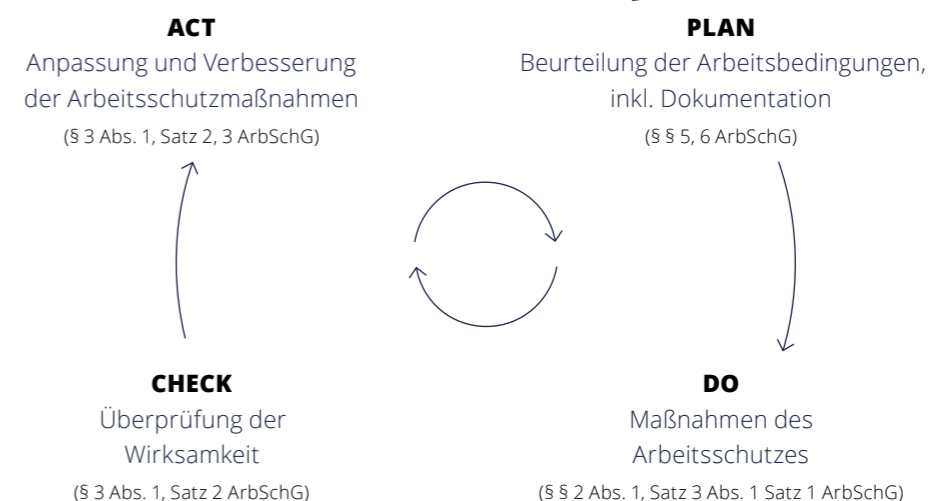 ACT
Anpassung und Verbesserung
der Arbeitsschutzmaßnahmen
(§ 3 Abs. 1, Satz 2, 3 ArbSchG)
PLAN
Beurteilung der Arbeitsbedingungen,
inkl. Dokumentation
(§ § 5, 6 ArbSchG)
CHECK
Überprüfung der
Wirksamkeit
(§ 3 Abs. 1, Satz 2 ArbSchG)
DO
Maßnahmen des
Arbeitsschutzes
(§ § 2 Abs. 1, Satz 3 Abs. 1 Satz 1 ArbSchG)